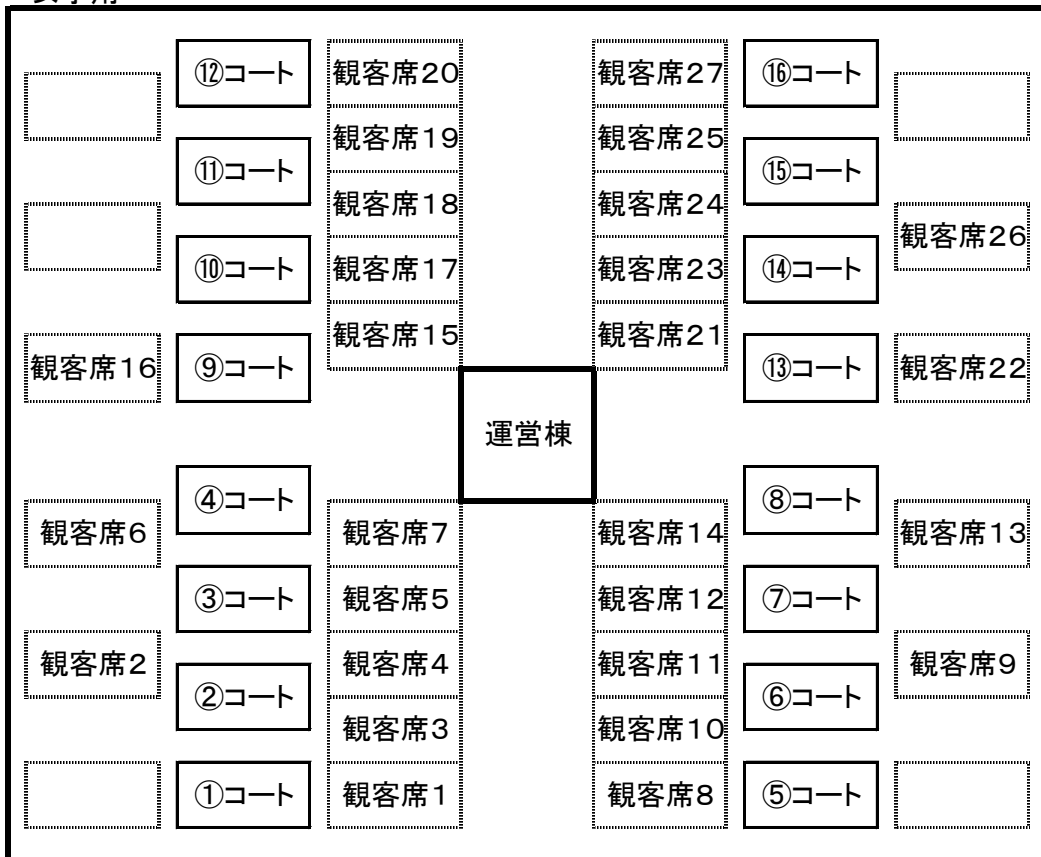 ⑫コート 観客席20 観客席27 ⑯コート
⑪コート 観客席19 観客席25 ⑮コート
観客席18 観客席24 観客席26
⑩コート 観客席17 観客席23 ⑭コート
観客席16 ⑨コート 観客席15 観客席21 ⑬コート 観客席22
運営棟
④コート ⑧コート
観客席6 観客席7 観客席14 観客席13
③コート 観客席5 観客席12 ⑦コート
観客席2 観客席4 観客席11 観客席9
②コート 観客席3 観客席10 ⑥コート
①コート 観客席1 観客席8 ⑤コート